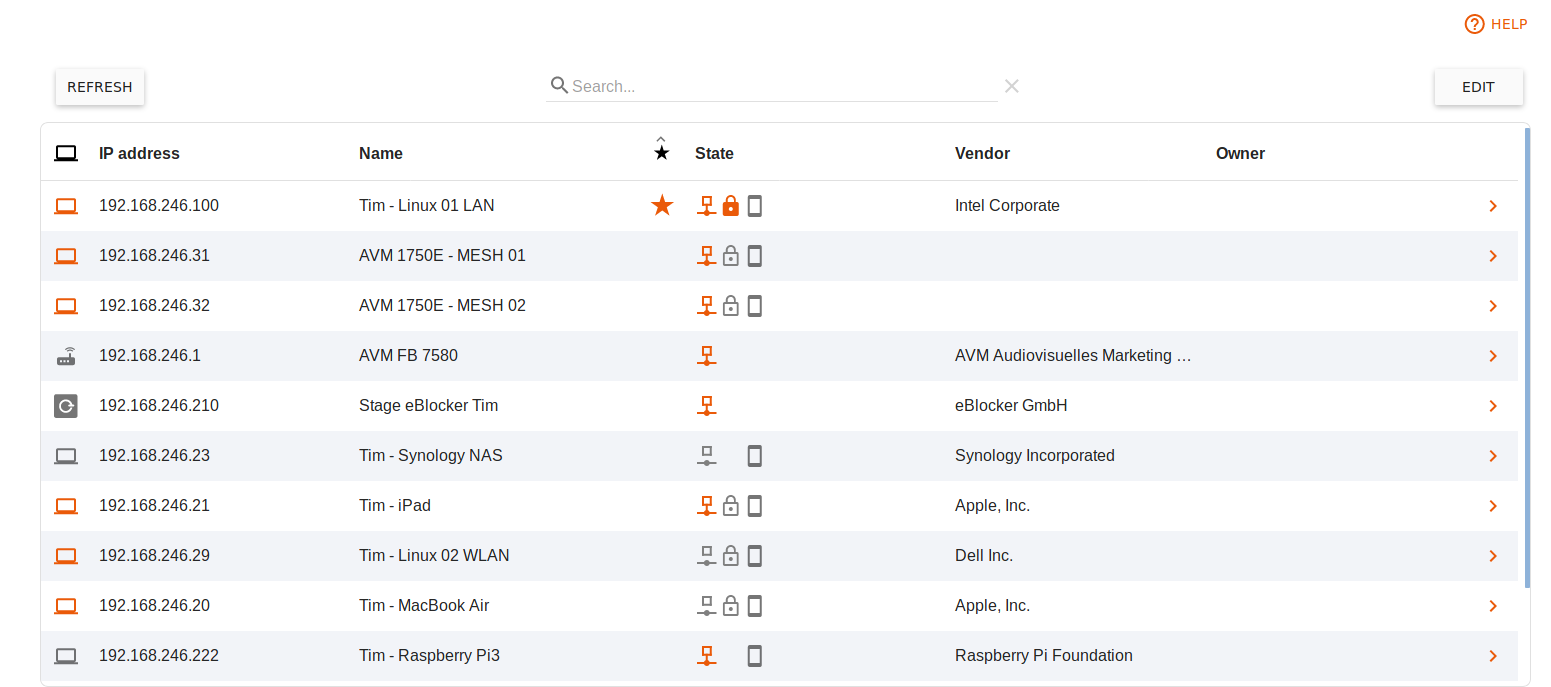 HELP
REFRESH Search... EDIT
IP address Name State Vendor Owner
192.168.246.100 Tim - Linux 01 LAN Intel Corporate
192.168.246.31 AVM 1750E - MESH 01
192.168.246.32 AVM 1750E - MESH 02
192.168.246.1 AVM FB 7580 AVM Audiovisuelles Marketing …
192.168.246.210 Stage eBlocker Tim eBlocker GmbH
192.168.246.23 Tim - Synology NAS Synology Incorporated
192.168.246.21 Tim - iPad Apple, Inc.
192.168.246.29 Tim - Linux 02 WLAN Dell Inc.
192.168.246.20 Tim - MacBook Air Apple, Inc.
192.168.246.222 Tim - Raspberry Pi3 Raspberry Pi Foundation